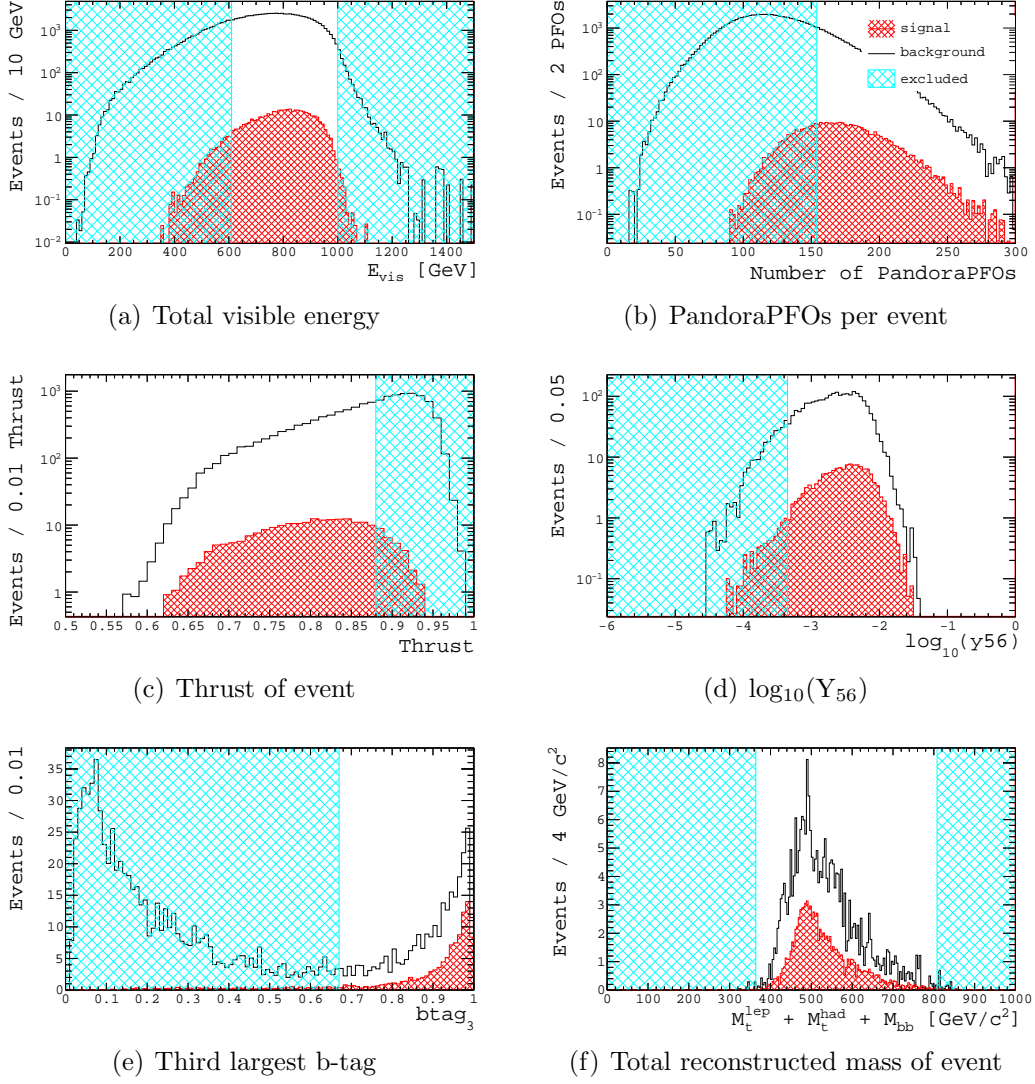 Events / 10 GeV
10³
10²
10
1
10⁻¹
10⁻²
0 200 400 600 800 1000 1200 1400
E_vis [GeV]
(a) Total visible energy
Events / 2 PFOs
10³
10²
10
1
10⁻¹
signal
background
excluded
0 50 100 150 200 250 300
Number of PandoraPFOs
(b) PandoraPFOs per event
Events / 0.01 Thrust
10³
10²
10
1
0.5 0.55 0.6 0.65 0.7 0.75 0.8 0.85 0.9 0.95 1
Thrust
(c) Thrust of event
Events / 0.05
10²
10
1
10⁻¹
−6 −5 −4 −3 −2 −1 0
log₁₀(y56)
(d) log₁₀(Y₅₆)
Events / 0.01
35
30
25
20
15
10
5
0
0 0.1 0.2 0.3 0.4 0.5 0.6 0.7 0.8 0.9 1
btag₃
(e) Third largest b-tag
Events / 4 GeV/c²
8
7
6
5
4
3
2
1
0
0 100 200 300 400 500 600 700 800 900 1000
M_t^lep + M_t^had + M_bb [GeV/c²]
(f) Total reconstructed mass of event